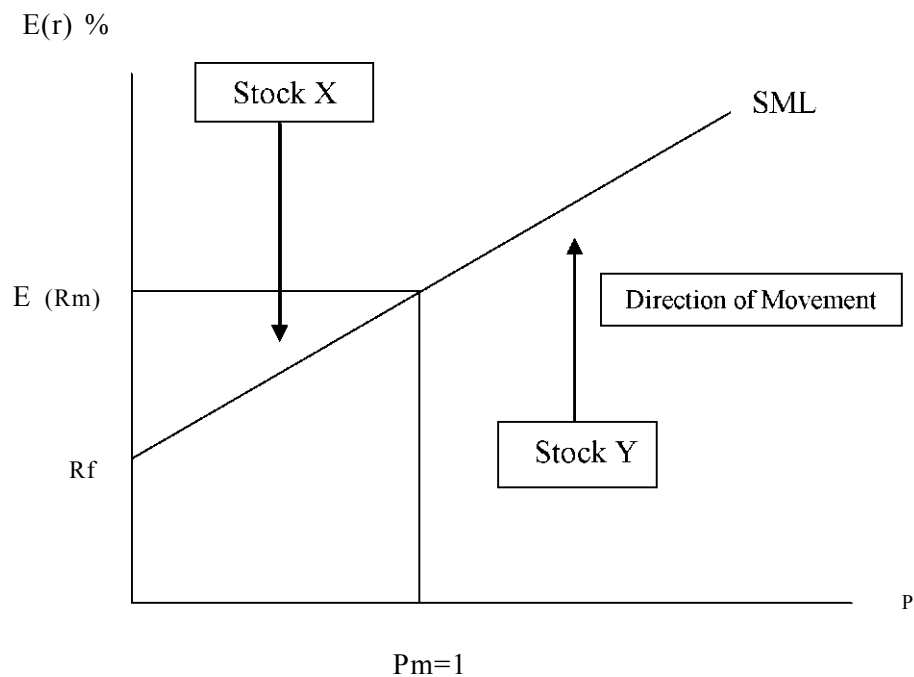 E(r) %
Stock X
SML
E (Rm)
Direction of Movement
Rf
Stock Y
P
Pm=1